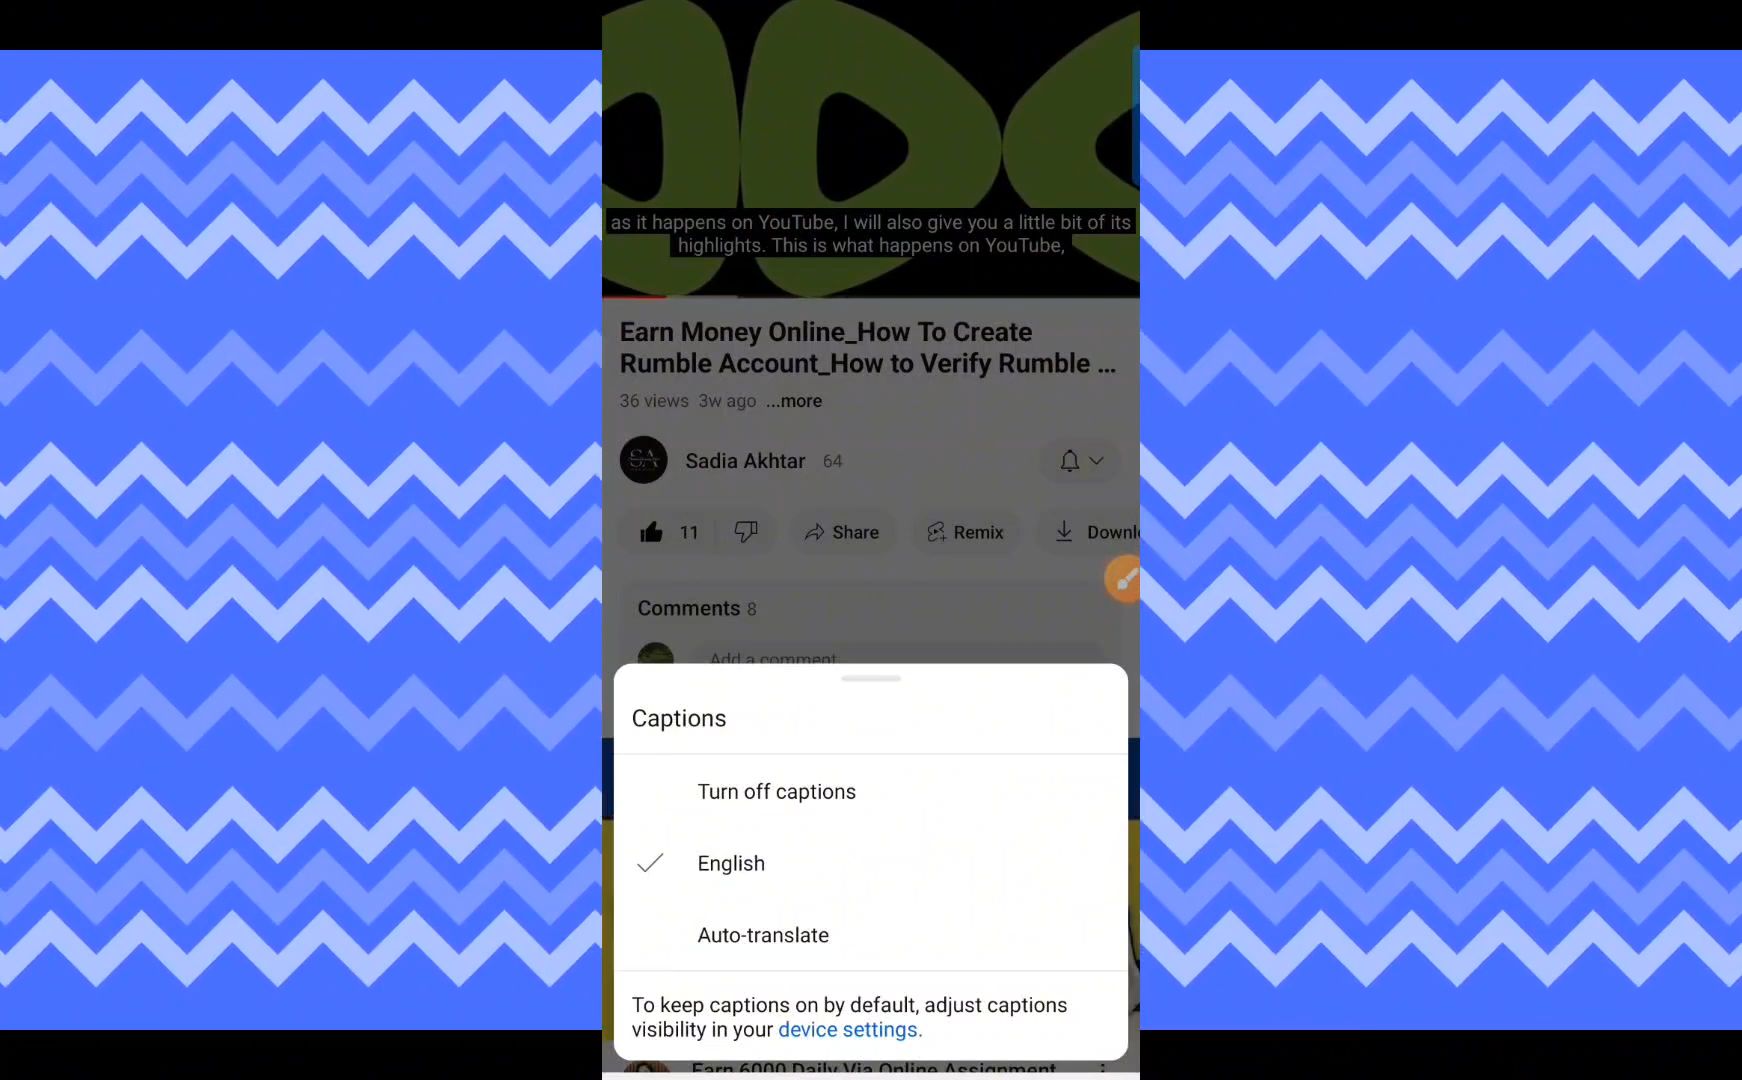 as it happens on YouTube, I will also give you a little bit of its
highlights. This is what happens on YouTube,
Earn Money Online_How To Create
Rumble Account_How to Verify Rumble ...
36 views 3w ago ...more
SA
Sadia Akhtar 64
11 Share Remix Downl
Comments 8
Add a comment
Captions
Turn off captions
English
Auto-translate
To keep captions on by default, adjust captions
visibility in your device settings.
Earn 6000 Daily Via Online Assignment